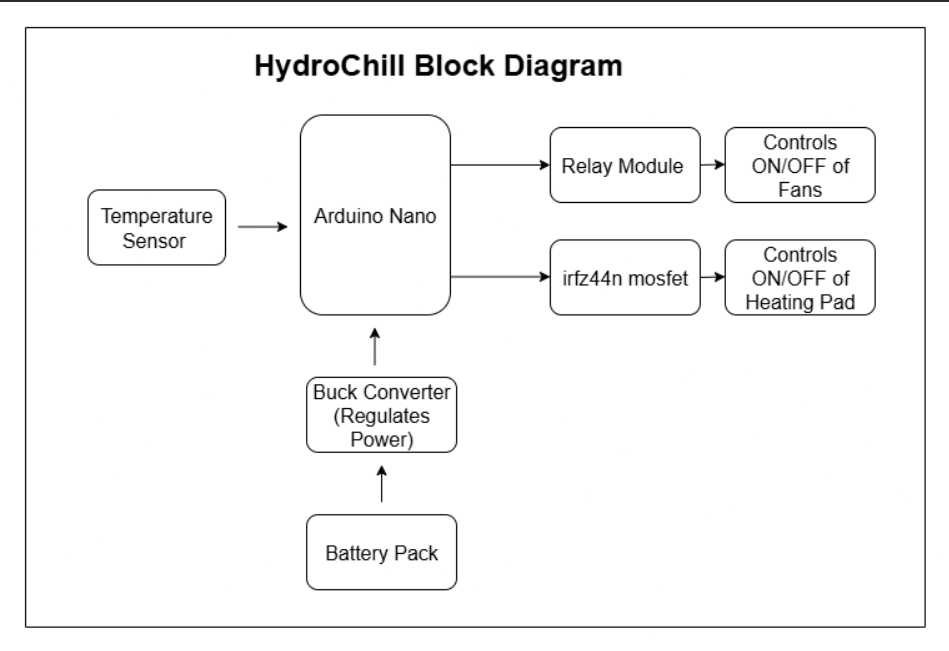 HydroChill Block Diagram
Temperature
Sensor
Arduino Nano
Relay Module
Controls
ON/OFF of
Fans
irfz44n mosfet
Controls
ON/OFF of
Heating Pad
Buck Converter
(Regulates
Power)
Battery Pack